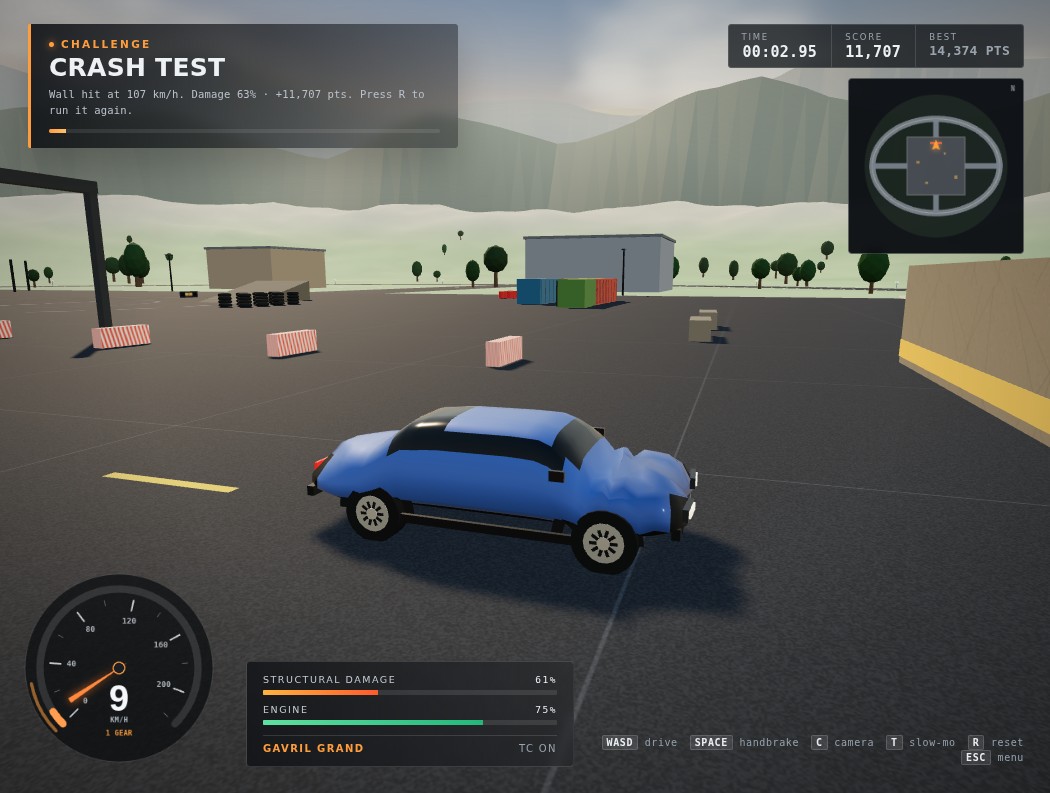 CHALLENGE
CRASH TEST
Wall hit at 107 km/h. Damage 63% · +11,707 pts. Press R to
run it again.
TIME
00:02.95
SCORE
11,707
BEST
14,374 PTS
N
0
40
80
120
160
200
9
KM/H
1 GEAR
STRUCTURAL DAMAGE 61%
ENGINE 75%
GAVRIL GRAND TC ON
WASD drive SPACE handbrake C camera T slow-mo R reset
ESC menu